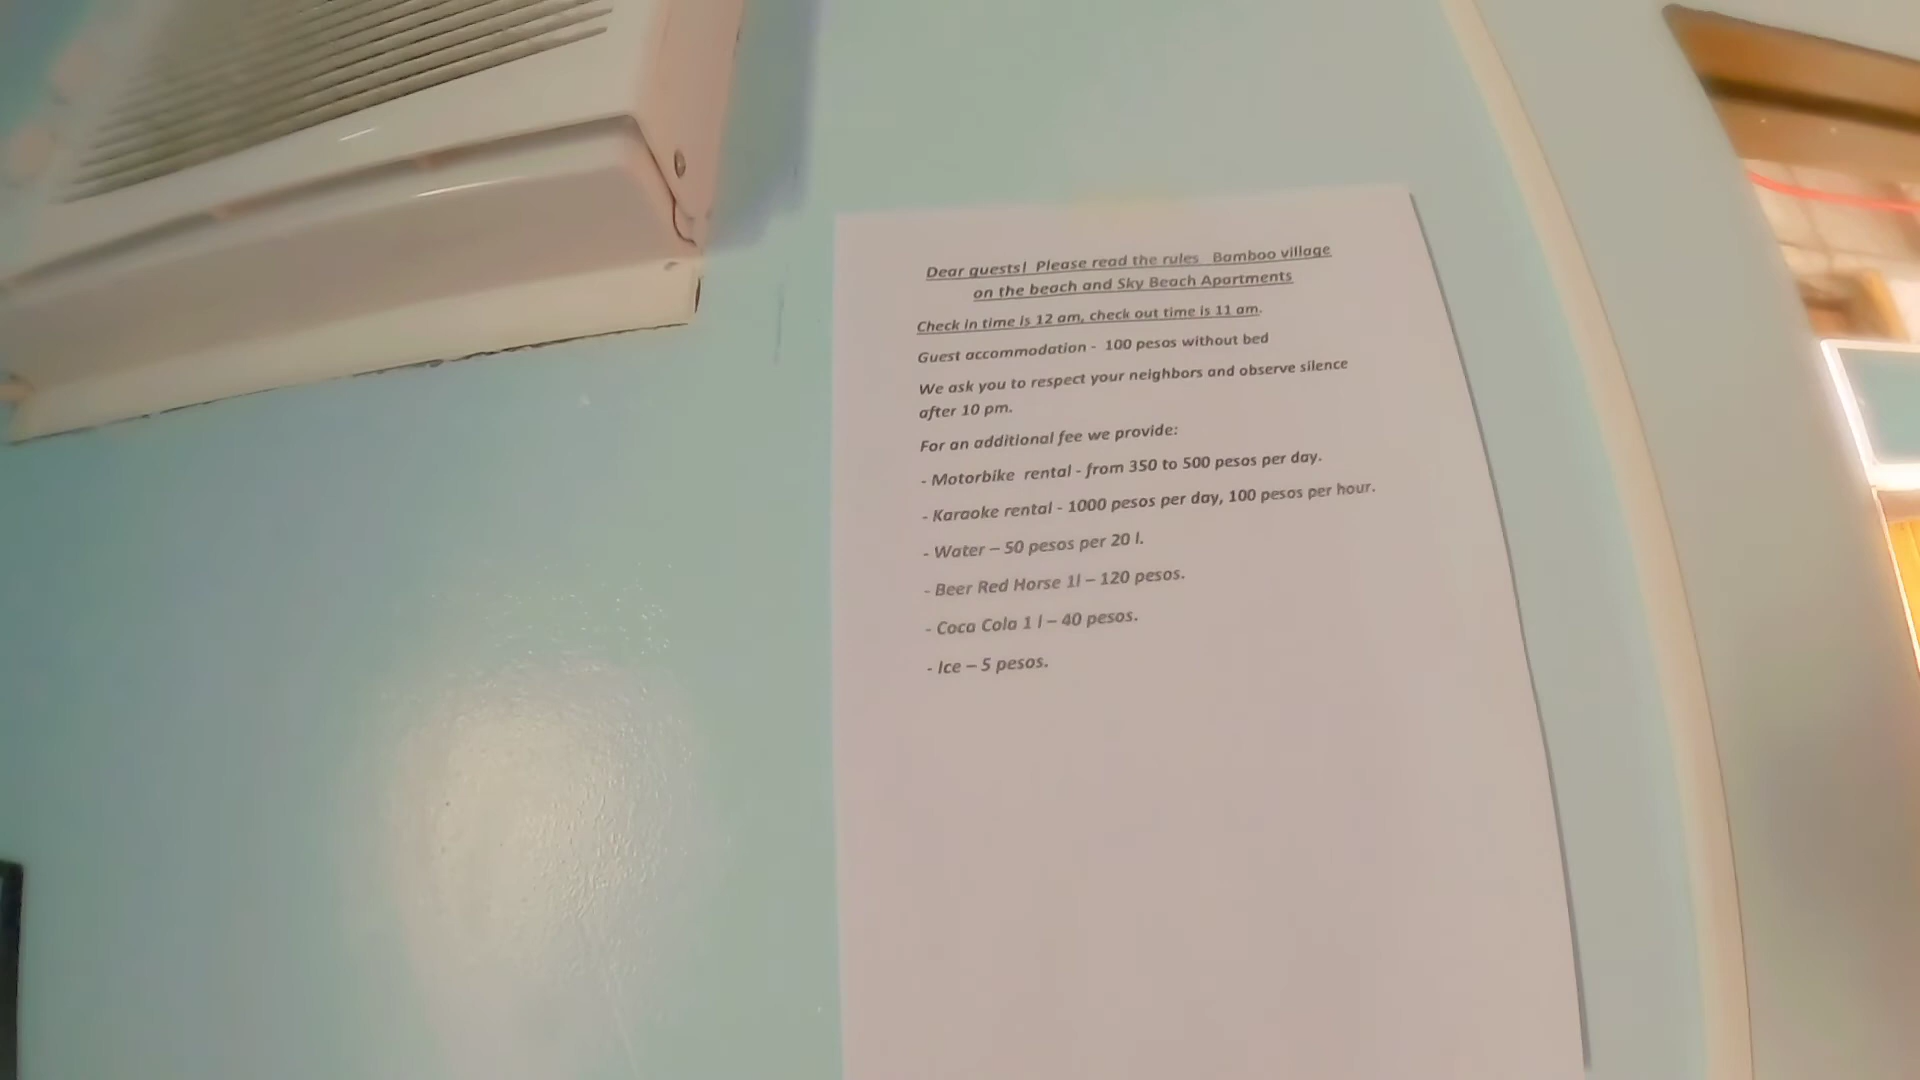 Dear guests! Please read the rules Bamboo village
on the beach and Sky Beach Apartments
Check in time is 12 am, check out time is 11 am.
Guest accommodation - 100 pesos without bed
We ask you to respect your neighbors and observe silence
after 10 pm.
For an additional fee we provide:
- Motorbike rental - from 350 to 500 pesos per day.
- Karaoke rental - 1000 pesos per day, 100 pesos per hour.
- Water – 50 pesos per 20 l.
- Beer Red Horse 1l – 120 pesos.
- Coca Cola 1 l – 40 pesos.
- Ice – 5 pesos.